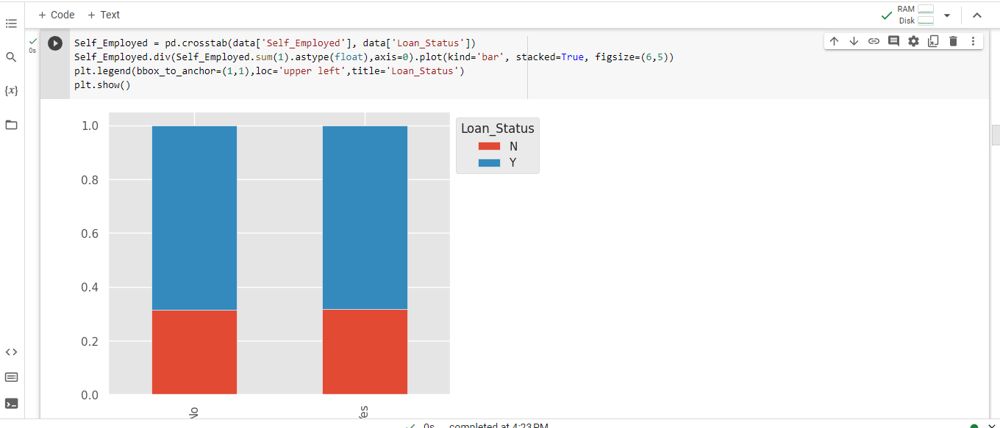 + Code + Text
RAM
Disk
{x}
0s
Self_Employed = pd.crosstab(data['Self_Employed'], data['Loan_Status'])
Self_Employed.div(Self_Employed.sum(1).astype(float),axis=0).plot(kind='bar', stacked=True, figsize=(6,5))
plt.legend(bbox_to_anchor=(1,1),loc='upper left',title='Loan_Status')
plt.show()
1.0
0.8
0.6
0.4
0.2
0.0
Loan_Status
N
Y
0s completed at 4:23 PM